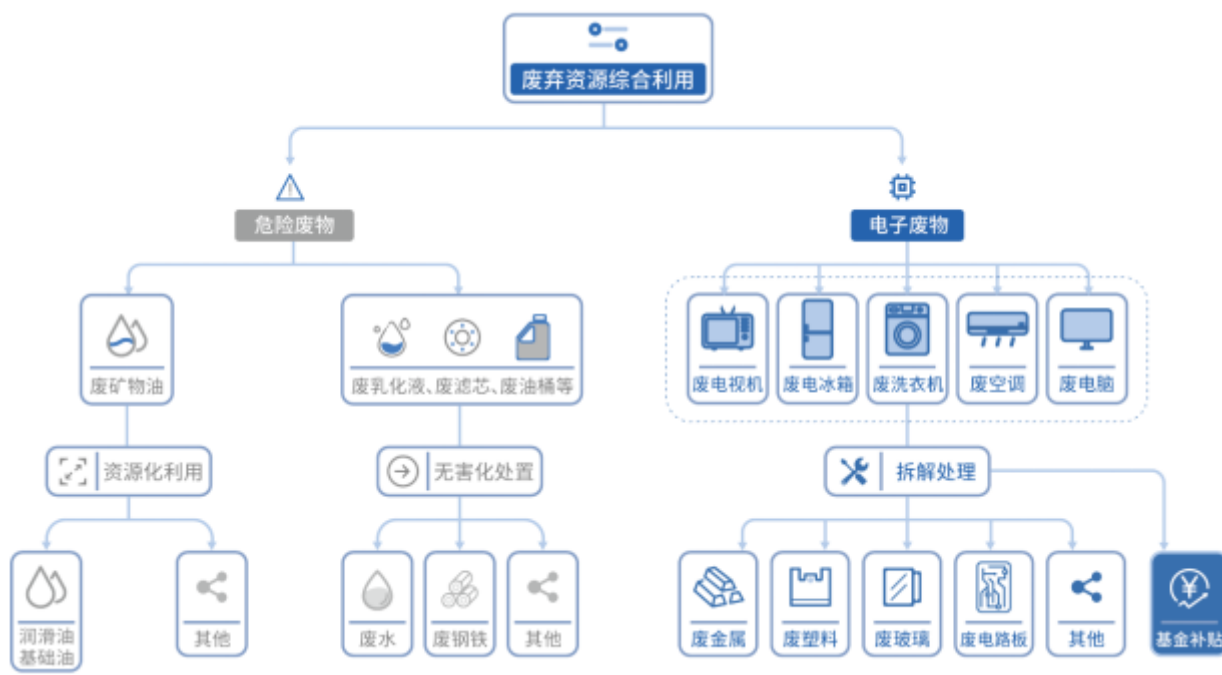 废弃资源综合利用
危险废物
电子废物
废矿物油
废乳化液、废滤芯、废油桶等
废电视机
废电冰箱
废洗衣机
废空调
废电脑
资源化利用
无害化处置
拆解处理
润滑油
基础油
其他
废水
废钢铁
其他
废金属
废塑料
废玻璃
废电路板
其他
¥
基金补贴